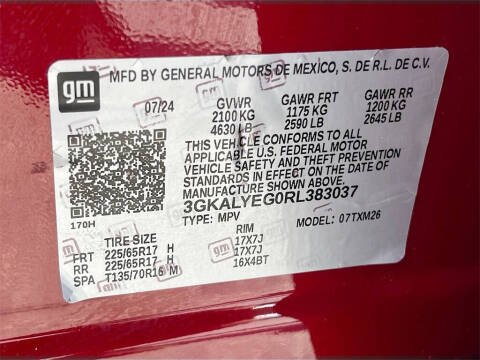 gm
MFD BY GENERAL MOTORS DE MEXICO, S. DE R.L. DE C.V.
07/24 GVWR GAWR FRT GAWR RR
2100 KG 1175 KG 1200 KG
4630 LB 2590 LB 2645 LB
THIS VEHICLE CONFORMS TO ALL
APPLICABLE U.S. FEDERAL MOTOR
VEHICLE SAFETY AND THEFT PREVENTION
STANDARDS IN EFFECT ON THE DATE OF
MANUFACTURE SHOWN ABOVE.
3GKALYEG0RL383037
170H TYPE: MPV MODEL: 07TXM26
TIRE SIZE RIM
FRT 225/65R17 H 17X7J
RR 225/65R17 H 17X7J
SPA T135/70R16 M 16X4BT